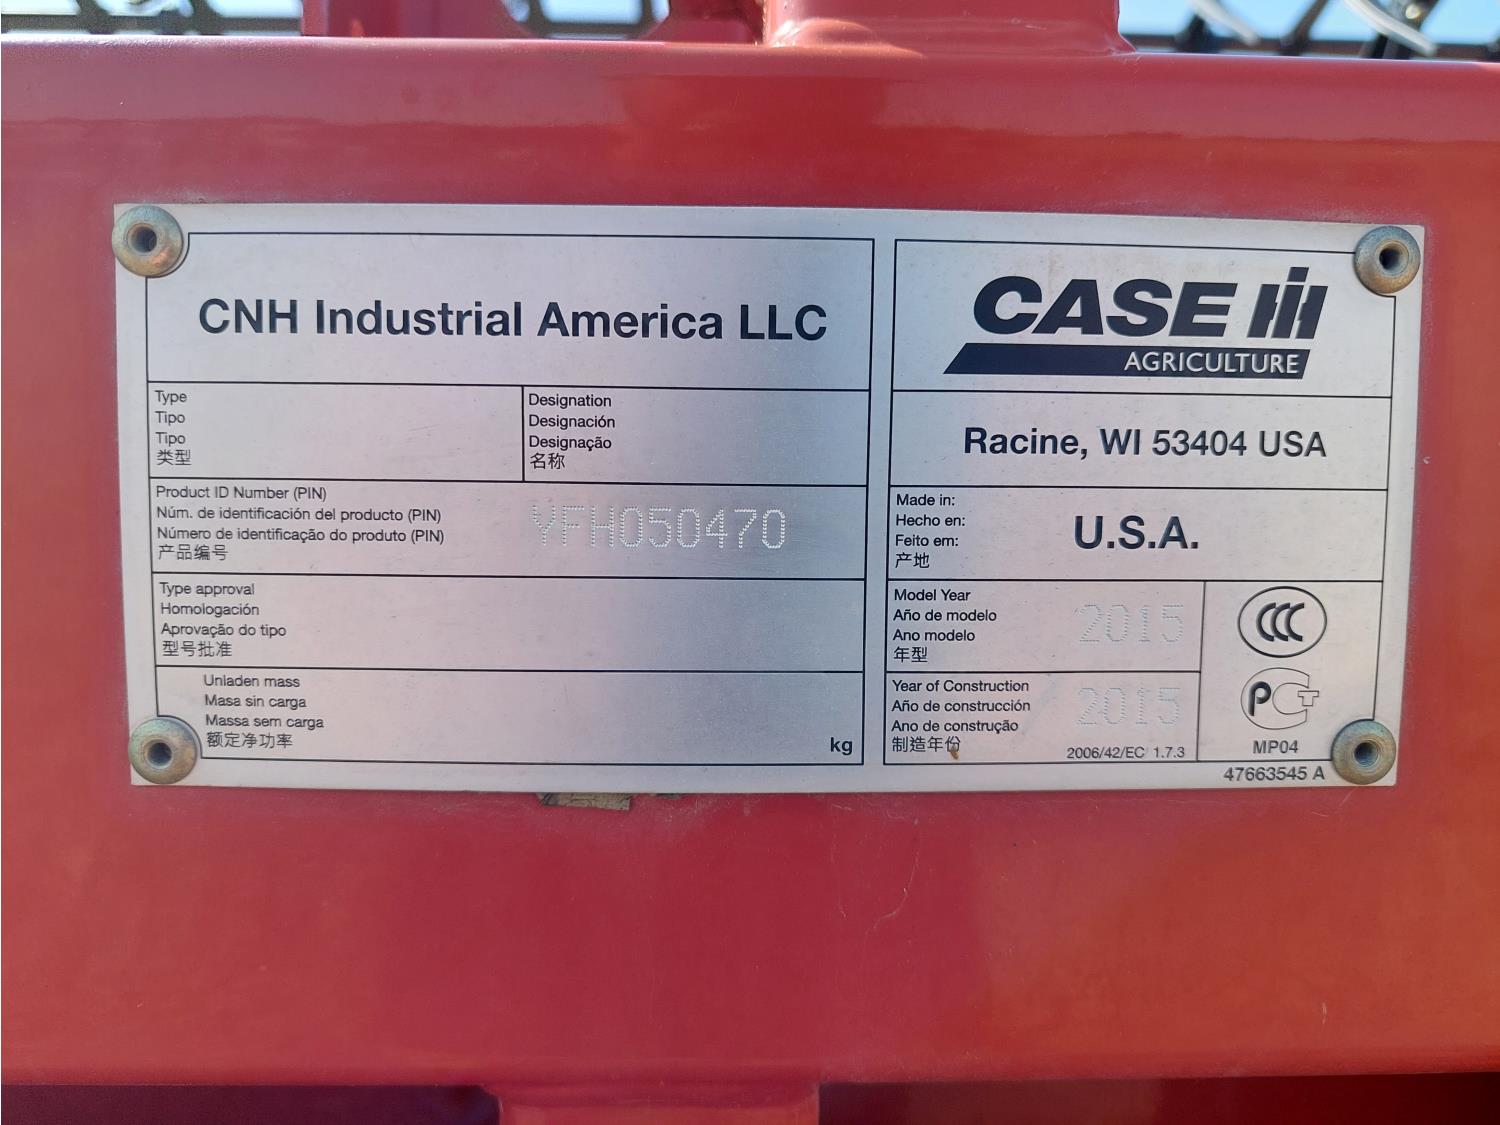 CNH Industrial America LLC
Type
Tipo
Tipo
类型
Designation
Designación
Designação
名称
Product ID Number (PIN)
Núm. de identificación del producto (PIN)
Número de identificação do produto (PIN)
产品编号
YFH050470
Type approval
Homologación
Aprovação do tipo
型号批准
Unladen mass
Masa sin carga
Massa sem carga
额定净功率
kg
CASE IH
AGRICULTURE
Racine, WI 53404 USA
Made in:
Hecho en:
Feito em:
产地
U.S.A.
Model Year
Año de modelo
Ano modelo
年型
2015
Year of Construction
Año de construcción
Ano de construção
制造年份
2015
2006/42/EC 1.7.3
CCC
PCT
MP04
47663545 A